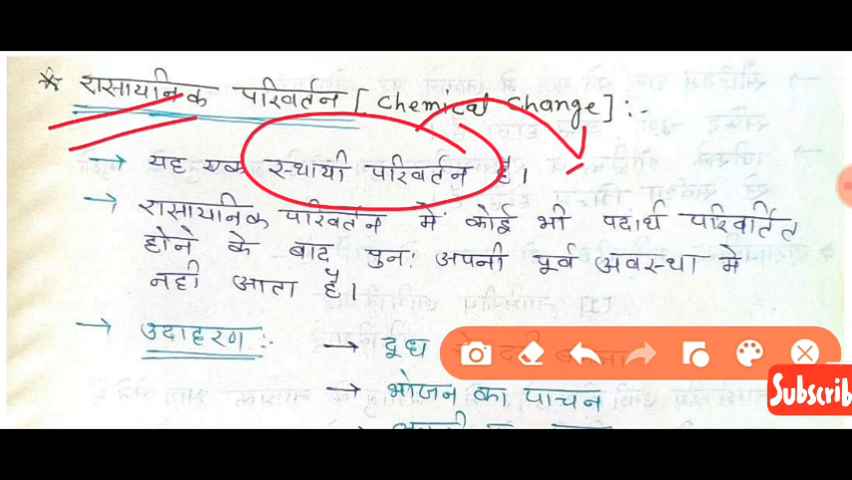 * रासायनिक परिवर्तन [Chemical Change] :-
→ यह एक स्थायी परिवर्तन है।
→ रासायनिक परिवर्तन में कोई भी पदार्थ परिवर्तित
होने के बाद पुनः अपनी पूर्व अवस्था में
नही आता है।
→ उदाहरण :- → दूध
→ भोजन का पाचन
Subscrib